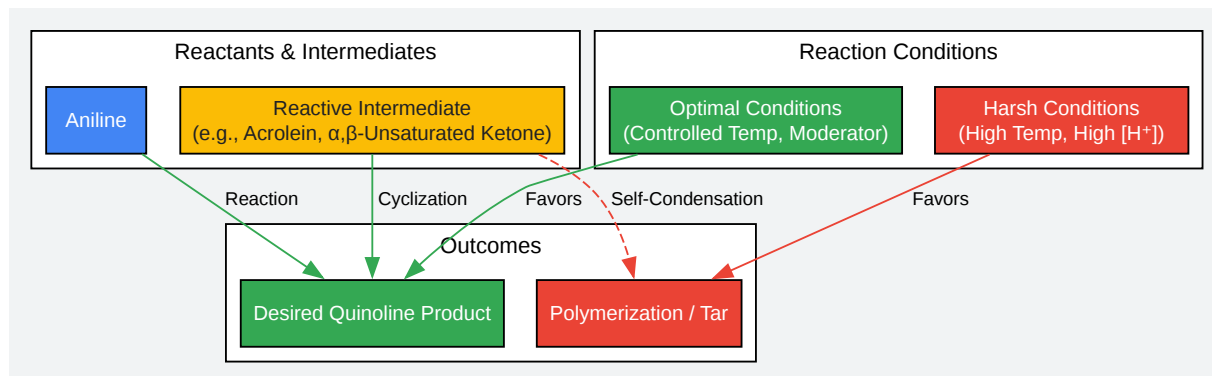 Reactants & Intermediates
Reaction Conditions
Aniline
Reactive Intermediate
(e.g., Acrolein, α,β-Unsaturated Ketone)
Optimal Conditions
(Controlled Temp, Moderator)
Harsh Conditions
(High Temp, High [H⁺])
Reaction
Cyclization
Favors
Self-Condensation
Favors
Outcomes
Desired Quinoline Product
Polymerization / Tar